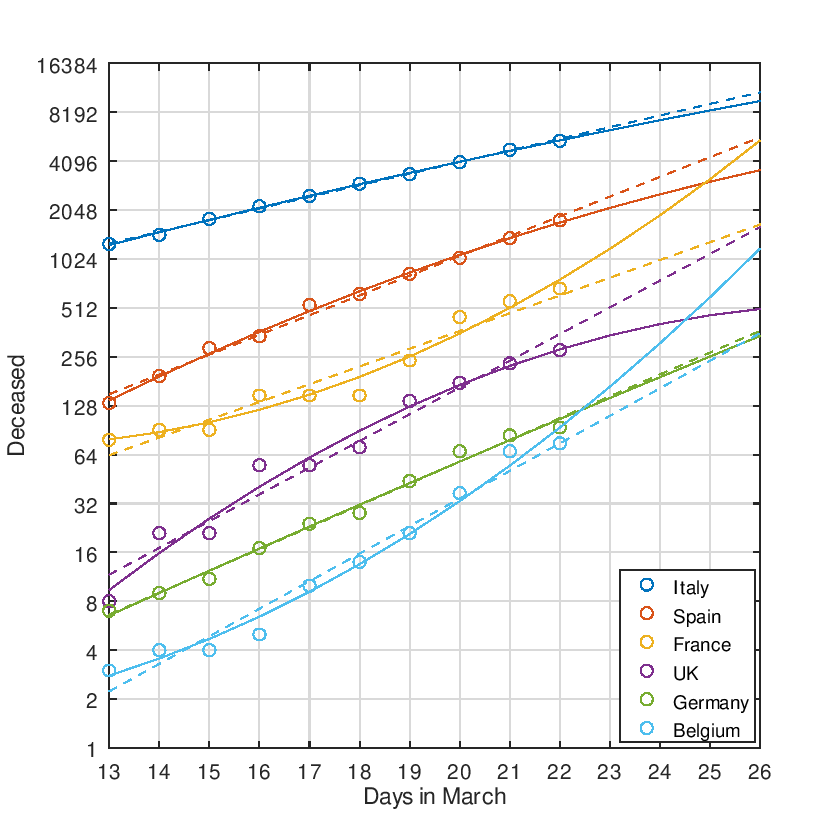 16384
8192
4096
2048
1024
512
256
128
64
32
16
8
4
2
1
Deceased
13 14 15 16 17 18 19 20 21 22 23 24 25 26
Days in March
Italy
Spain
France
UK
Germany
Belgium